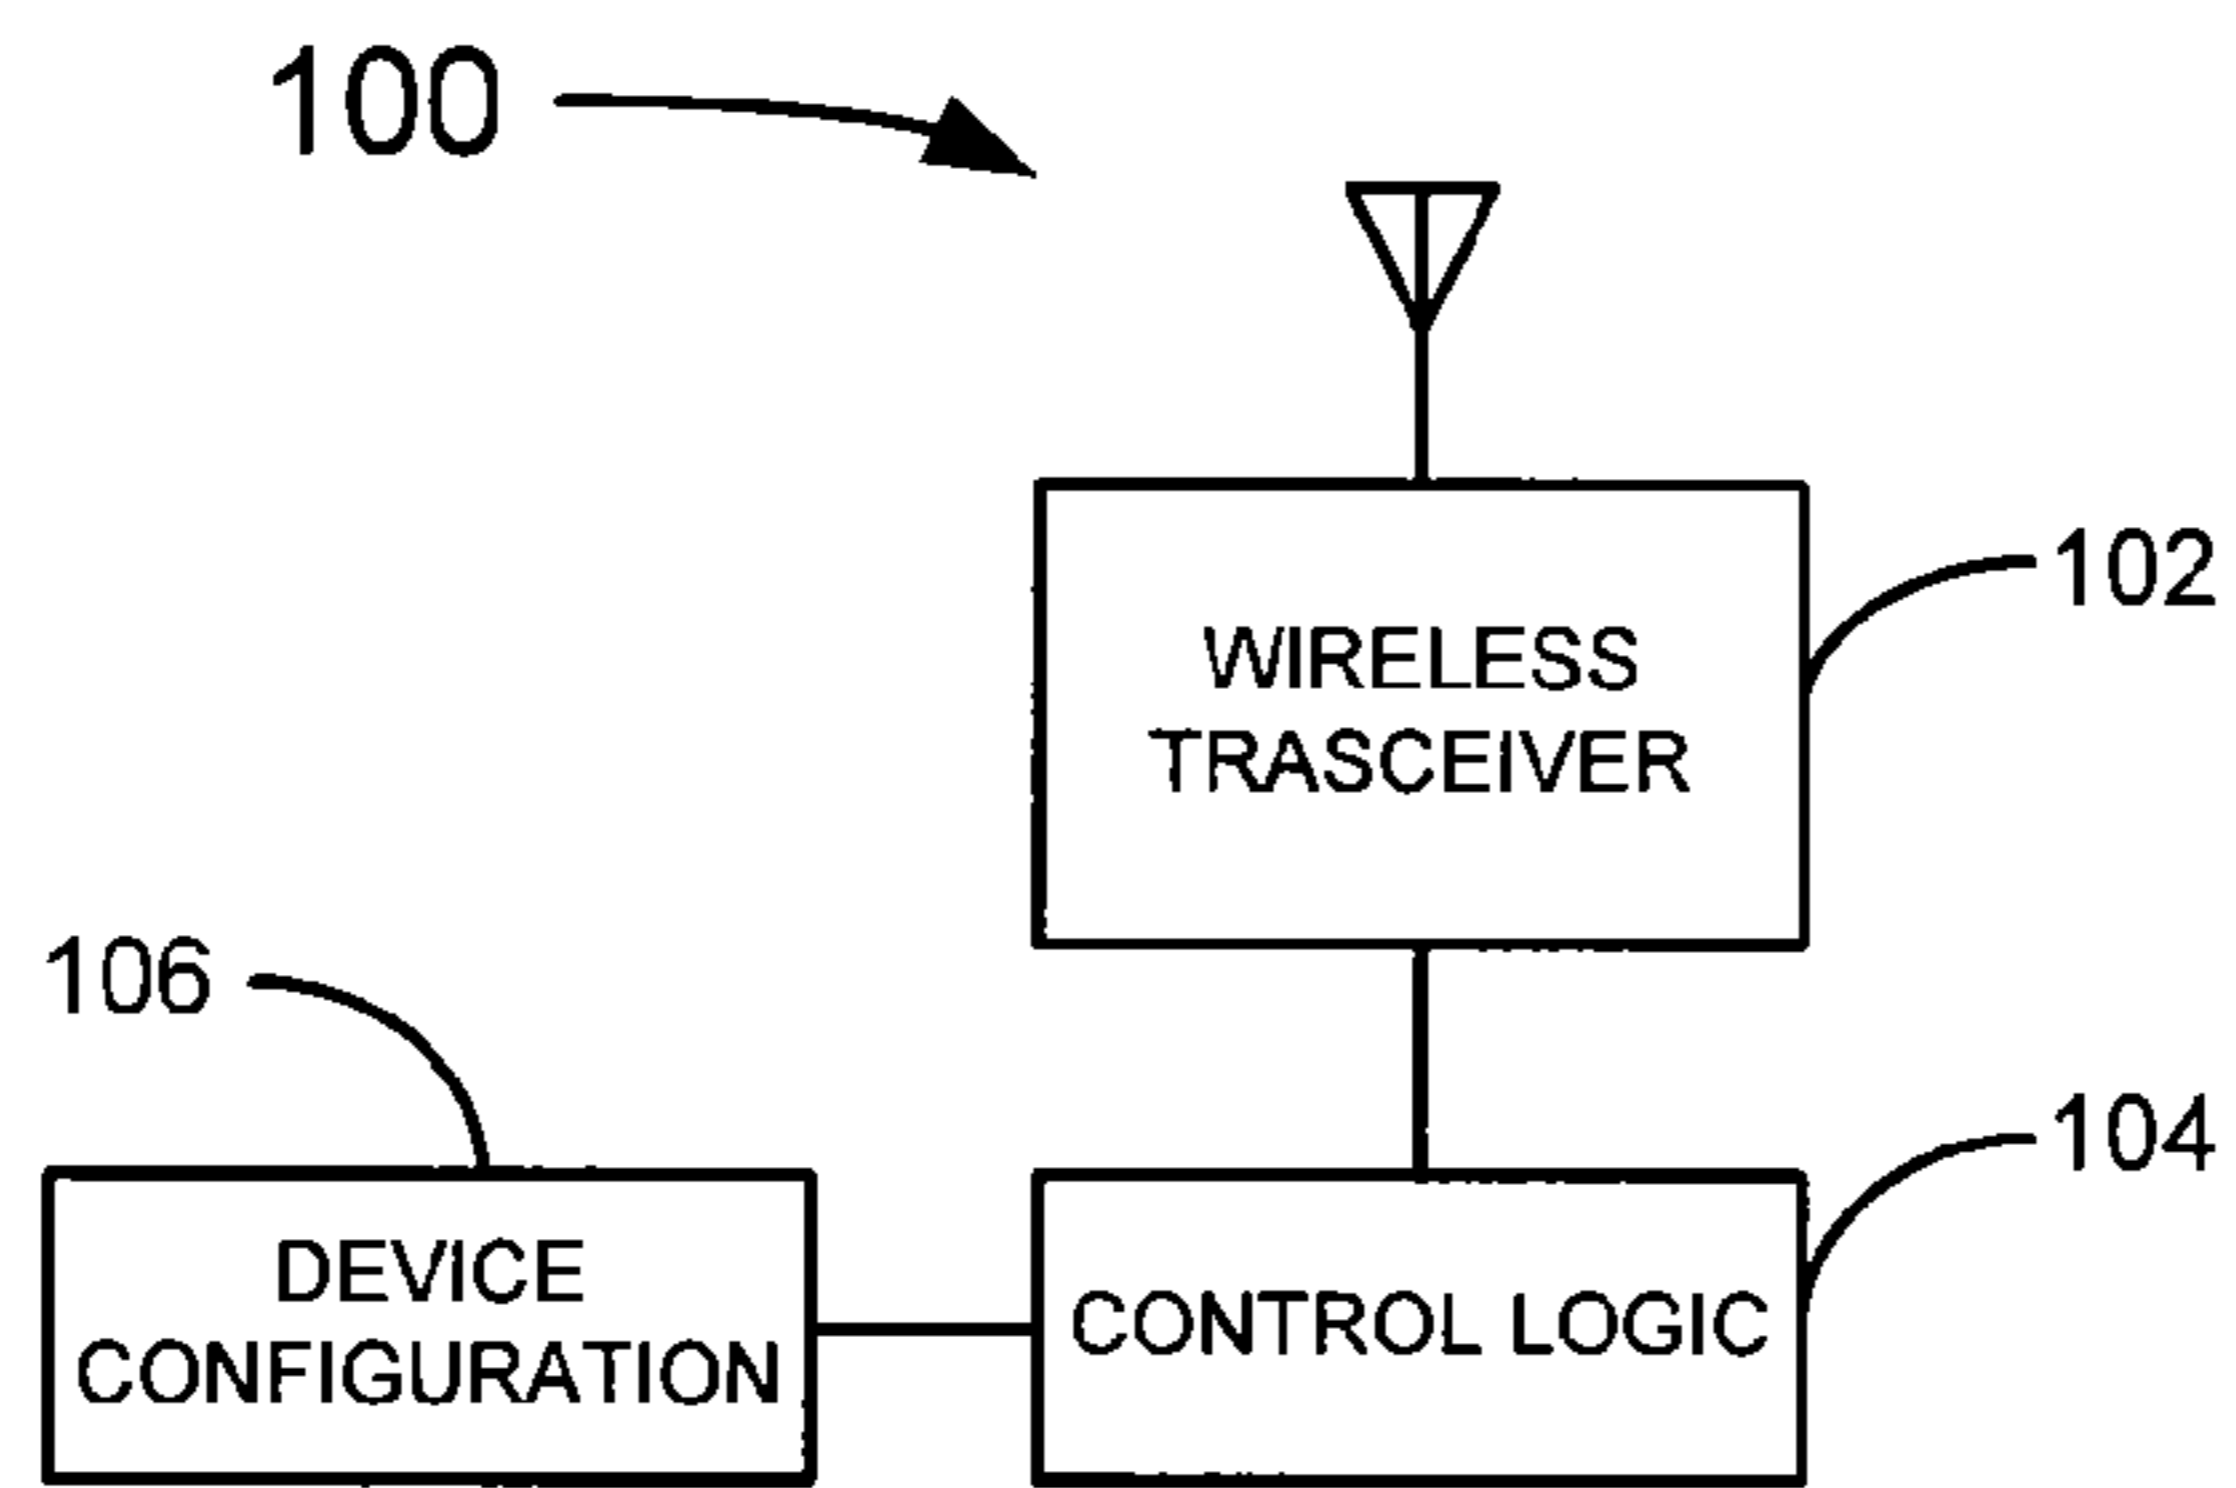 100
102
WIRELESS
TRASCEIVER
106
104
DEVICE
CONFIGURATION
CONTROL LOGIC